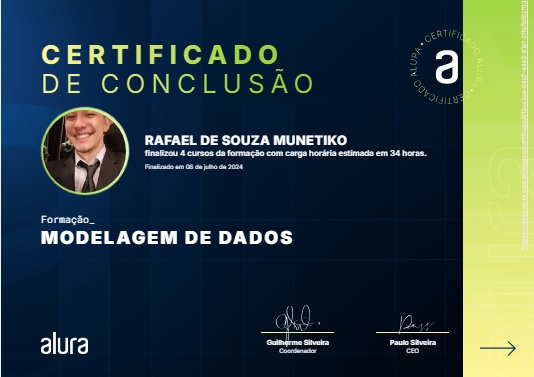 CERTIFICADO
DE CONCLUSÃO
CERTIFICADO ALURA • CERTIFICADO ALURA •
a
RAFAEL DE SOUZA MUNETIKO
finalizou 4 cursos da formação com carga horária estimada em 34 horas.
Finalizado em 08 de julho de 2024
Formação_
MODELAGEM DE DADOS
alura
Guilherme Silveira
Coordenador
Paulo Silveira
CEO